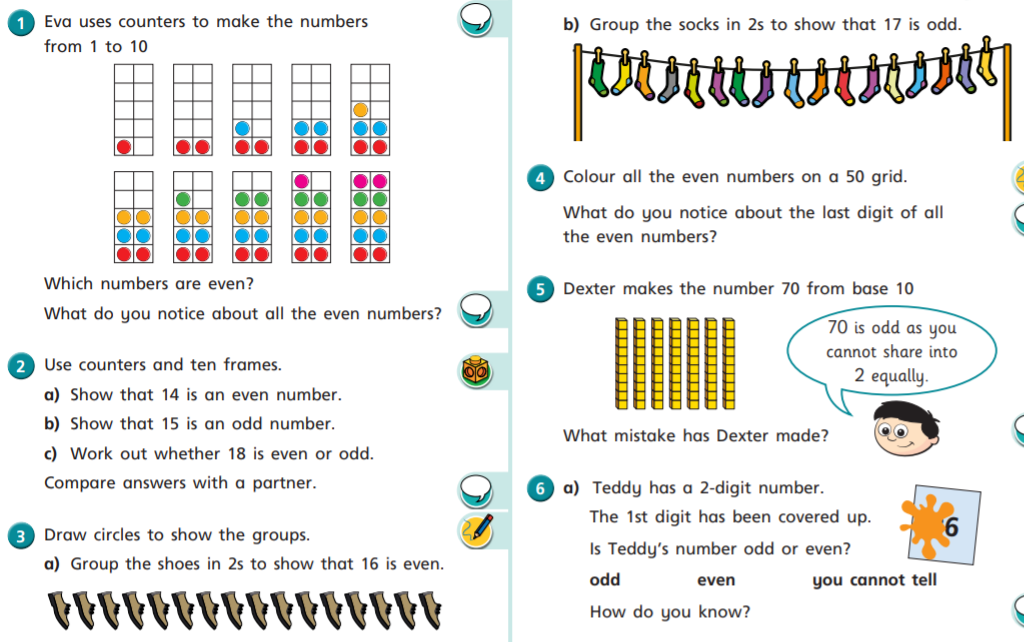 1 Eva uses counters to make the numbers
from 1 to 10
Which numbers are even?
What do you notice about all the even numbers?
2 Use counters and ten frames.
a) Show that 14 is an even number.
b) Show that 15 is an odd number.
c) Work out whether 18 is even or odd.
Compare answers with a partner.
3 Draw circles to show the groups.
a) Group the shoes in 2s to show that 16 is even.
b) Group the socks in 2s to show that 17 is odd.
4 Colour all the even numbers on a 50 grid.
What do you notice about the last digit of all
the even numbers?
5 Dexter makes the number 70 from base 10
70 is odd as you
cannot share into
2 equally.
What mistake has Dexter made?
6 a) Teddy has a 2-digit number.
The 1st digit has been covered up.
6
Is Teddy's number odd or even?
odd even you cannot tell
How do you know?